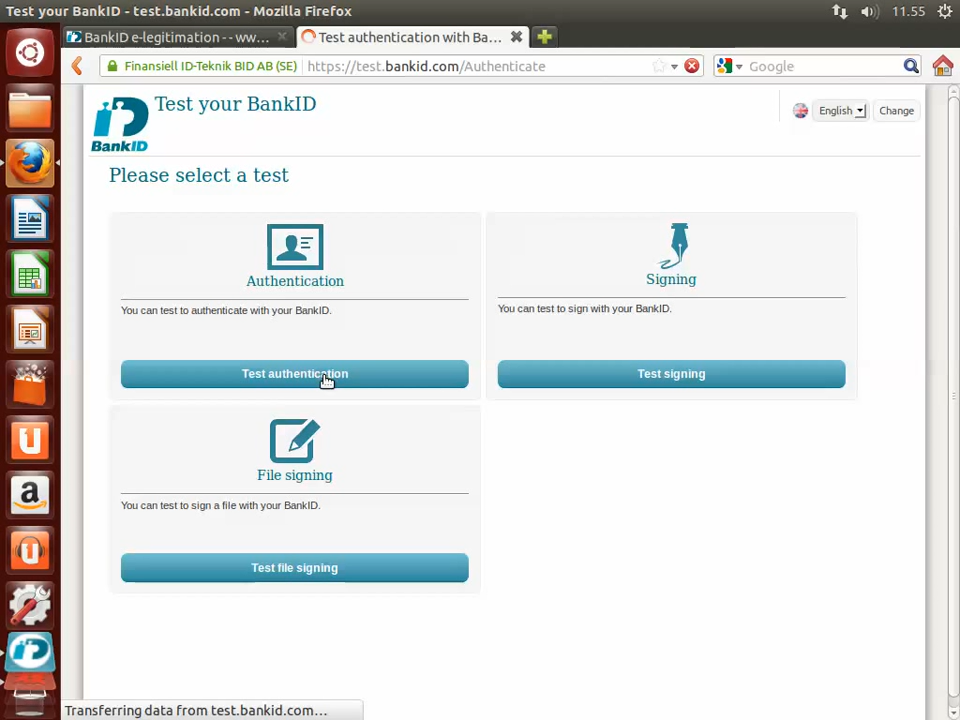 Test your BankID - test.bankid.com - Mozilla Firefox
11.55
BankID e-legitimation -- www...
Test authentication with Ba...
Finansiell ID-Teknik BID AB (SE)
https://test.bankid.com/Authenticate
Google
BankID
Test your BankID
English
Change
Please select a test
Authentication
You can test to authenticate with your BankID.
Test authentication
Signing
You can test to sign with your BankID.
Test signing
File signing
You can test to sign a file with your BankID.
Test file signing
Transferring data from test.bankid.com...